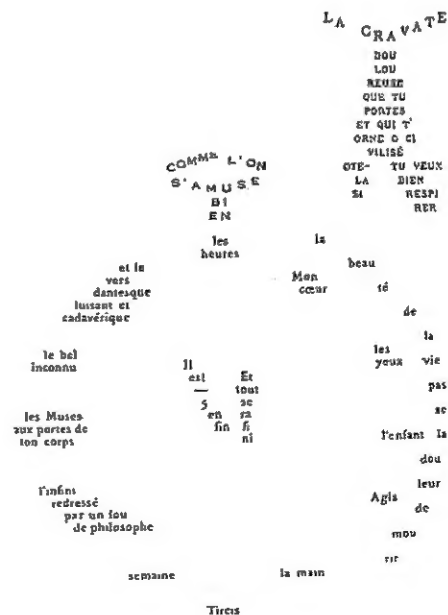 LA CRAVATE
DOU
LOU
REUSE
QUE TU
PORTES
ET QUI T'
ORNE O CI
VILISÉ
OTE- TU VEUX
LA BIEN
SI RESPI
RER
COMME L'ON
S'AMUSE
BI
EN
les
heures
la
beau
té
de
la
vie
pas
se
la
dou
leur
de
mou
rir
Mon
cœur
les
yeux
l'enfant
Agla
la main
Tircis
semaine
l'infini
redressé
par un fou
de philosophe
les Muses
aux portes de
ton corps
le bel
inconnu
et le
vers
dantesque
luisant et
cadavérique
Il
est
—
5
en
fin
Et
tout
se
ra
fi
ni